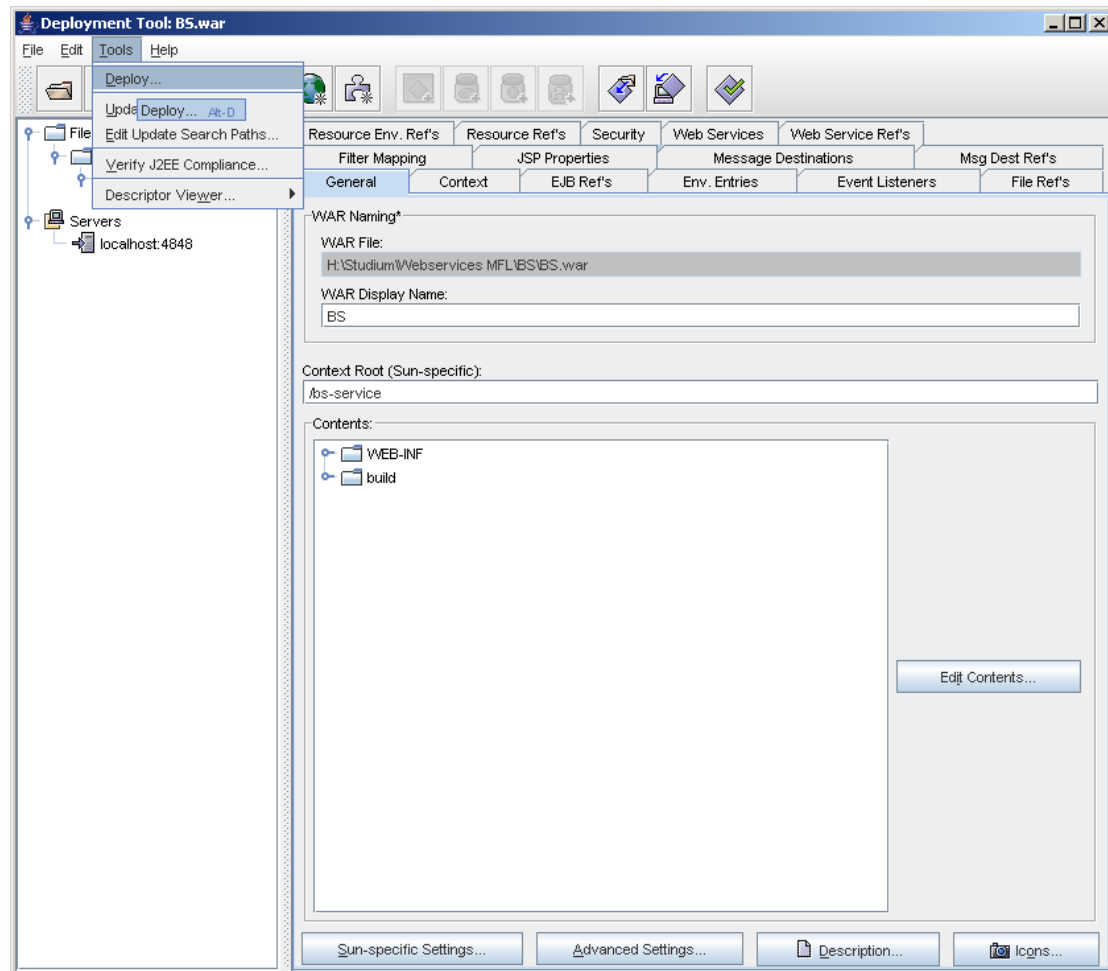 Deployment Tool: BS.war
File Edit Tools Help
Deploy...
Deploy... Alt-D
Edit Update Search Paths...
Verify J2EE Compliance...
Descriptor Viewer...
File
Servers
localhost:4848
Resource Env. Ref's Resource Ref's Security Web Services Web Service Ref's
Filter Mapping JSP Properties Message Destinations Msg Dest Ref's
General Context EJB Ref's Env. Entries Event Listeners File Ref's
WAR Naming*
WAR File:
H:\Studium\Webservices MFL\BS\BS.war
WAR Display Name:
BS
Context Root (Sun-specific):
/bs-service
Contents:
WEB-INF
build
Edit Contents...
Sun-specific Settings... Advanced Settings... Description... Icons...